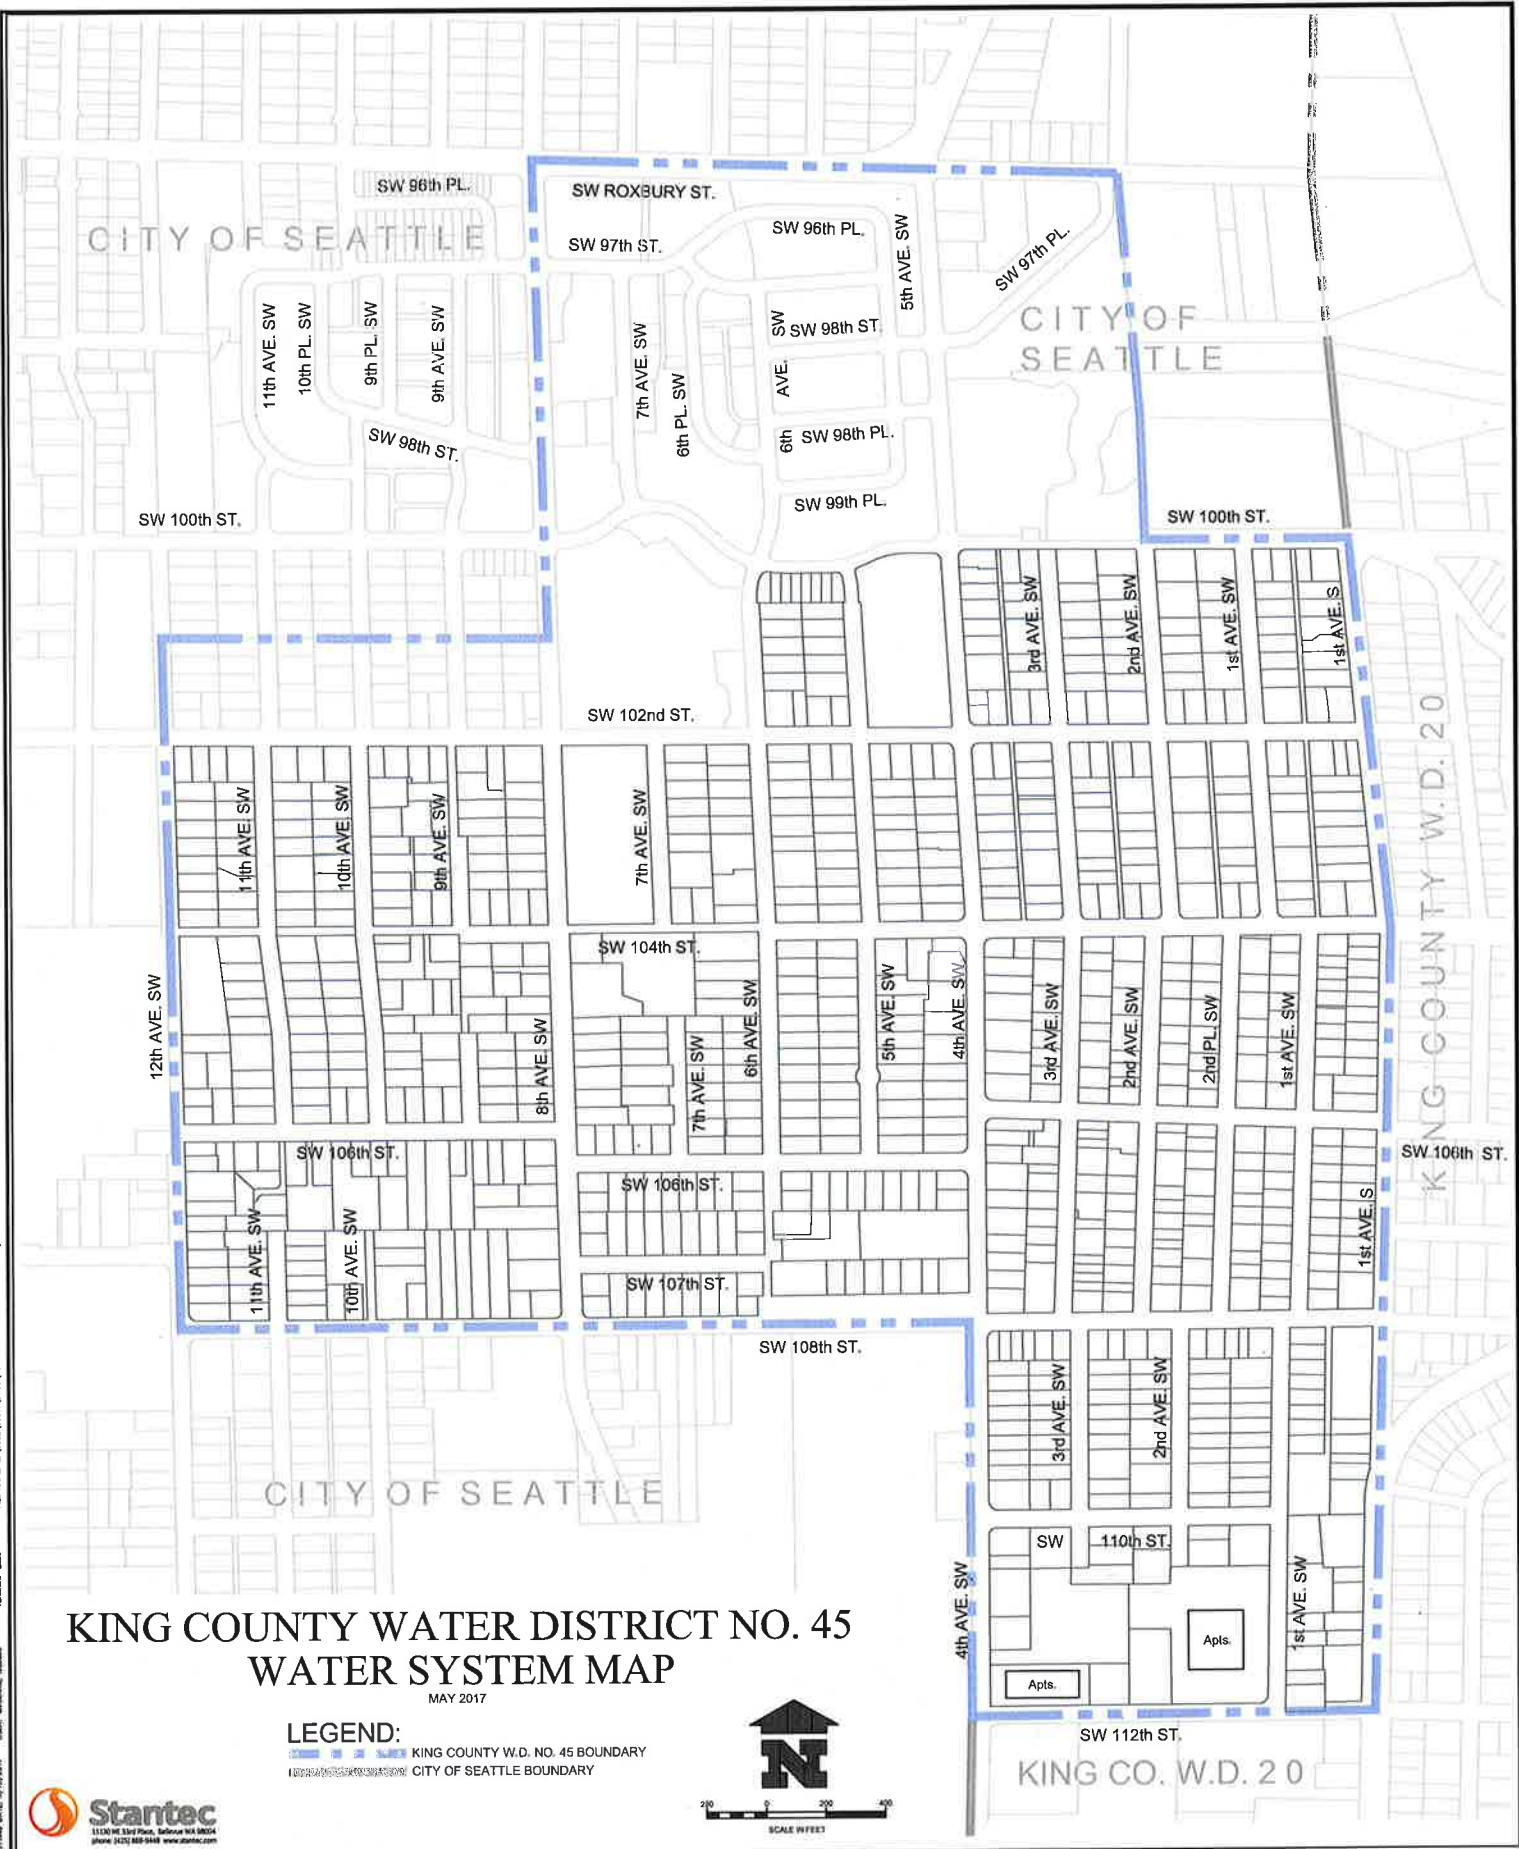 SW 96th PL.
SW ROXBURY ST.
CITY OF SEATTLE
SW 97th ST.
SW 96th PL.
5th AVE. SW
SW 97th PL.
CITY OF
SEATTLE
11th AVE. SW
10th PL. SW
9th PL. SW
9th AVE. SW
7th AVE. SW
6th PL. SW
6th AVE. SW
SW 98th ST.
SW 98th ST.
SW 98th PL.
SW 99th PL.
SW 100th ST.
SW 100th ST.
3rd AVE. SW
2nd AVE. SW
1st AVE. SW
1st AVE. S
SW 102nd ST.
KING COUNTY W.D. 20
11th AVE. SW
10th AVE. SW
9th AVE. SW
7th AVE. SW
SW 104th ST.
12th AVE. SW
8th AVE. SW
7th AVE. SW
6th AVE. SW
5th AVE. SW
4th AVE. SW
3rd AVE. SW
2nd AVE. SW
2nd PL. SW
1st AVE. SW
SW 106th ST.
SW 106th ST.
SW 106th ST.
11th AVE. SW
10th AVE. SW
1st AVE. S
SW 107th ST.
SW 108th ST.
3rd AVE. SW
2nd AVE. SW
CITY OF SEATTLE
SW 110th ST.
4th AVE. SW
1st AVE. SW
Apts.
Apts.
SW 112th ST.
KING CO. W.D. 20
KING COUNTY WATER DISTRICT NO. 45
WATER SYSTEM MAP
MAY 2017
LEGEND:
KING COUNTY W.D. NO. 45 BOUNDARY
CITY OF SEATTLE BOUNDARY
N
200 0 200 400
SCALE IN FEET
Stantec